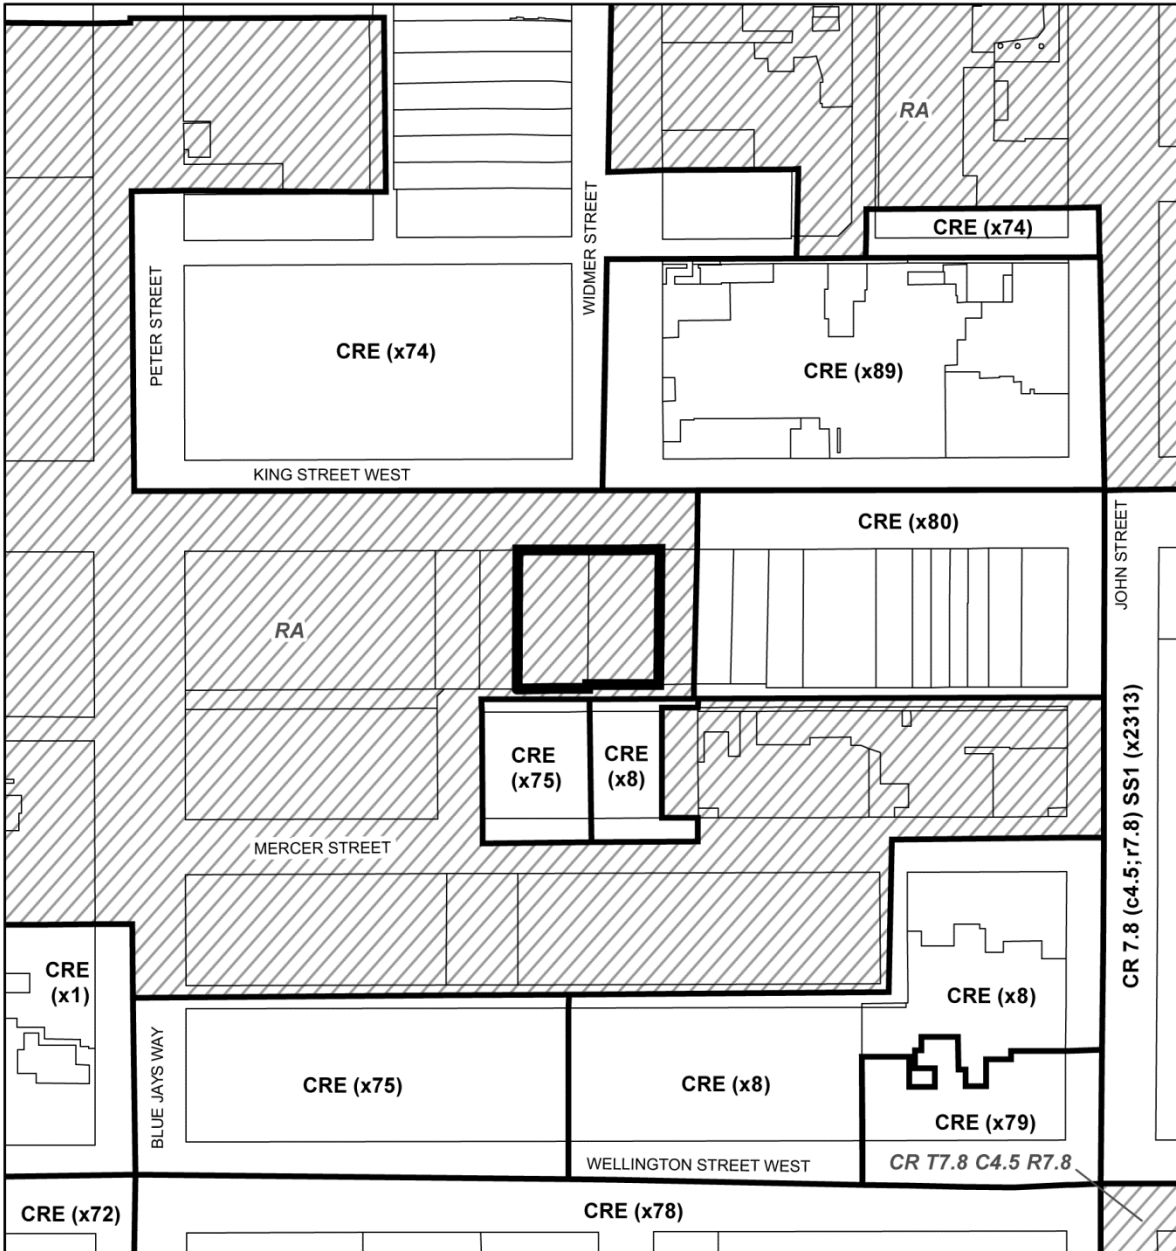 RA
CRE (x74)
WIDMER STREET
PETER STREET
CRE (x74)
CRE (x89)
KING STREET WEST
CRE (x80)
JOHN STREET
RA
CRE
(x75)
CRE
(x8)
CR 7.8 (c4.5;r7.8) SS1 (x2313)
MERCER STREET
CRE
(x1)
CRE (x8)
BLUE JAYS WAY
CRE (x75)
CRE (x8)
CRE (x79)
WELLINGTON STREET WEST
CR T7.8 C4.5 R7.8
CRE (x72)
CRE (x78)